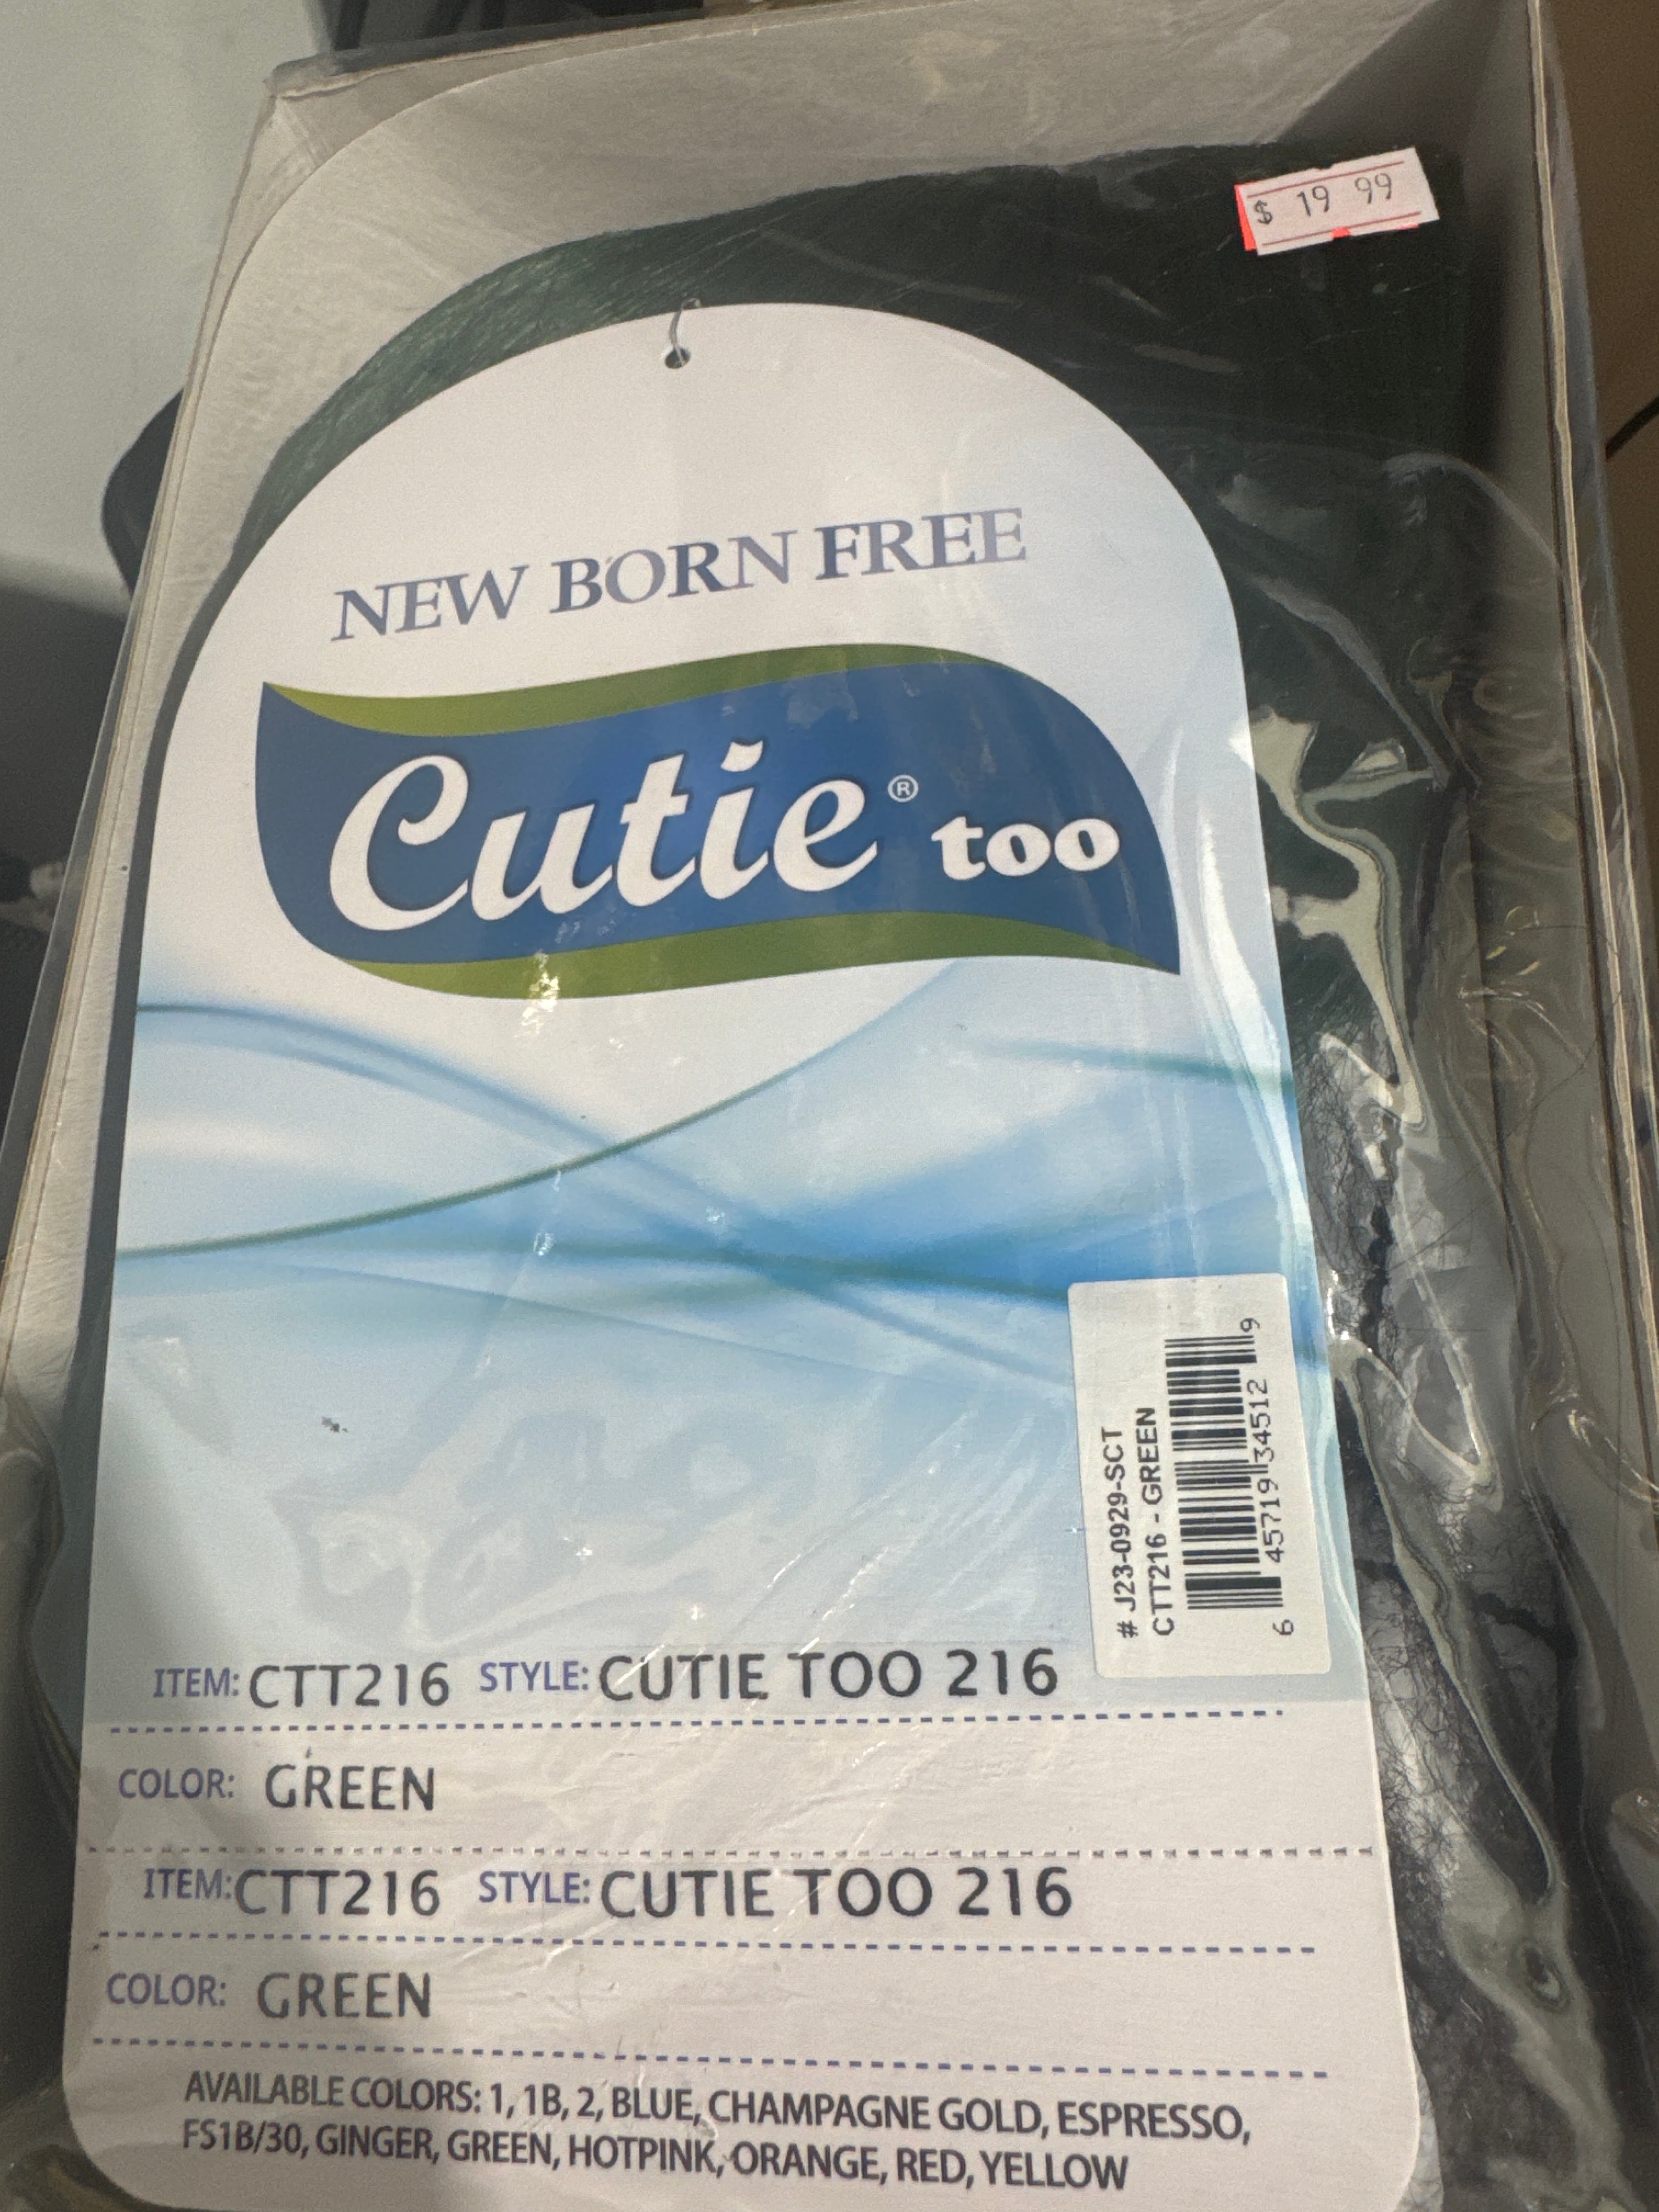 $ 19 99
NEW BORN FREE
Cutie® too
# J23-0929-SCT
CTT216 - GREEN
6 45719 34512 9
ITEM: CTT216 STYLE: CUTIE TOO 216
COLOR: GREEN
ITEM: CTT216 STYLE: CUTIE TOO 216
COLOR: GREEN
AVAILABLE COLORS: 1, 1B, 2, BLUE, CHAMPAGNE GOLD, ESPRESSO,
FS1B/30, GINGER, GREEN, HOTPINK, ORANGE, RED, YELLOW